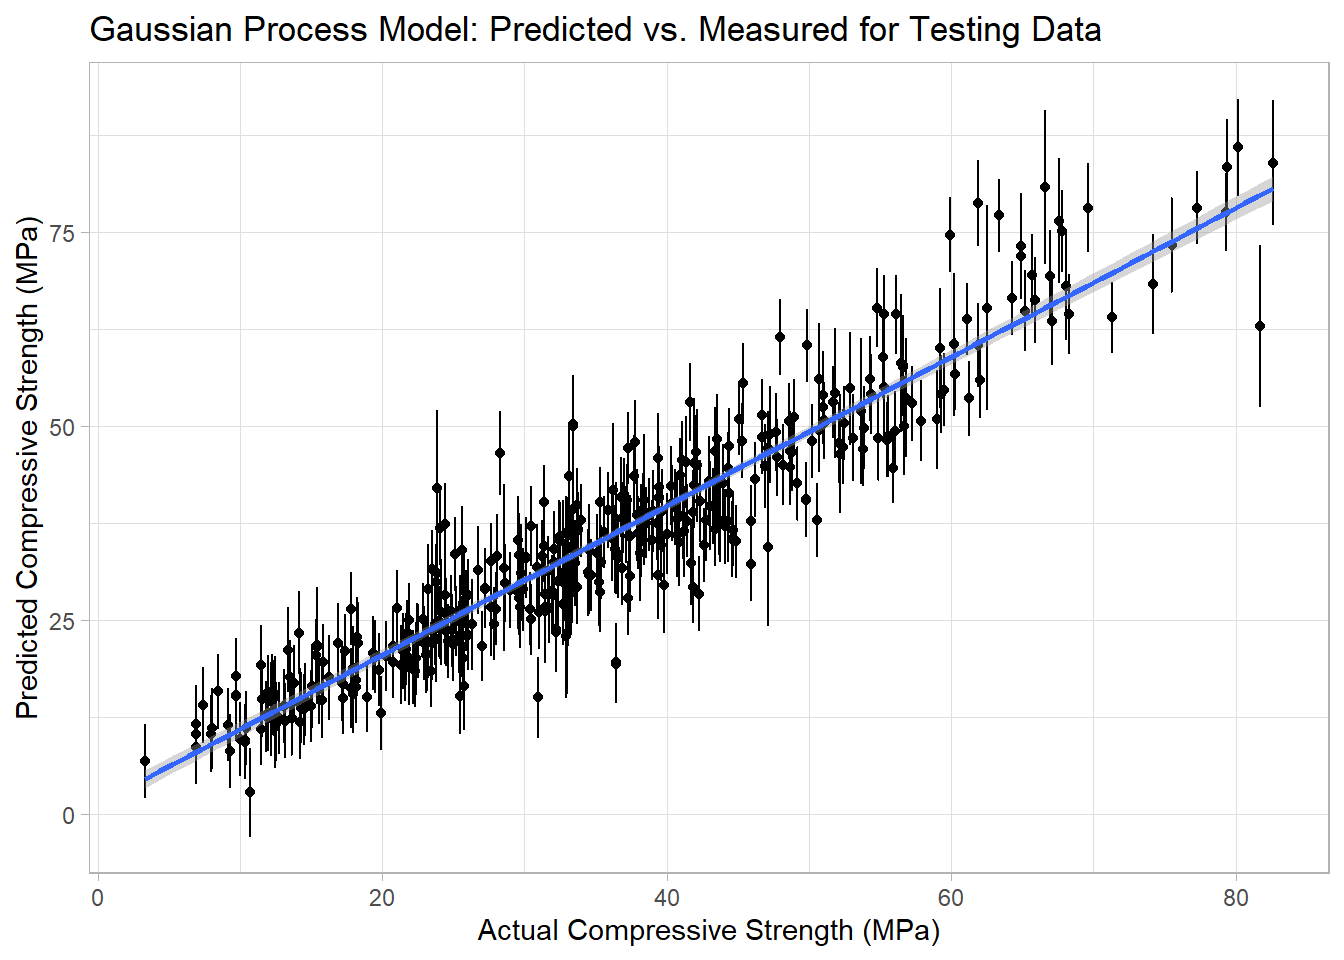 Gaussian Process Model: Predicted vs. Measured for Testing Data
Predicted Compressive Strength (MPa)
75
50
25
0
0 20 40 60 80
Actual Compressive Strength (MPa)